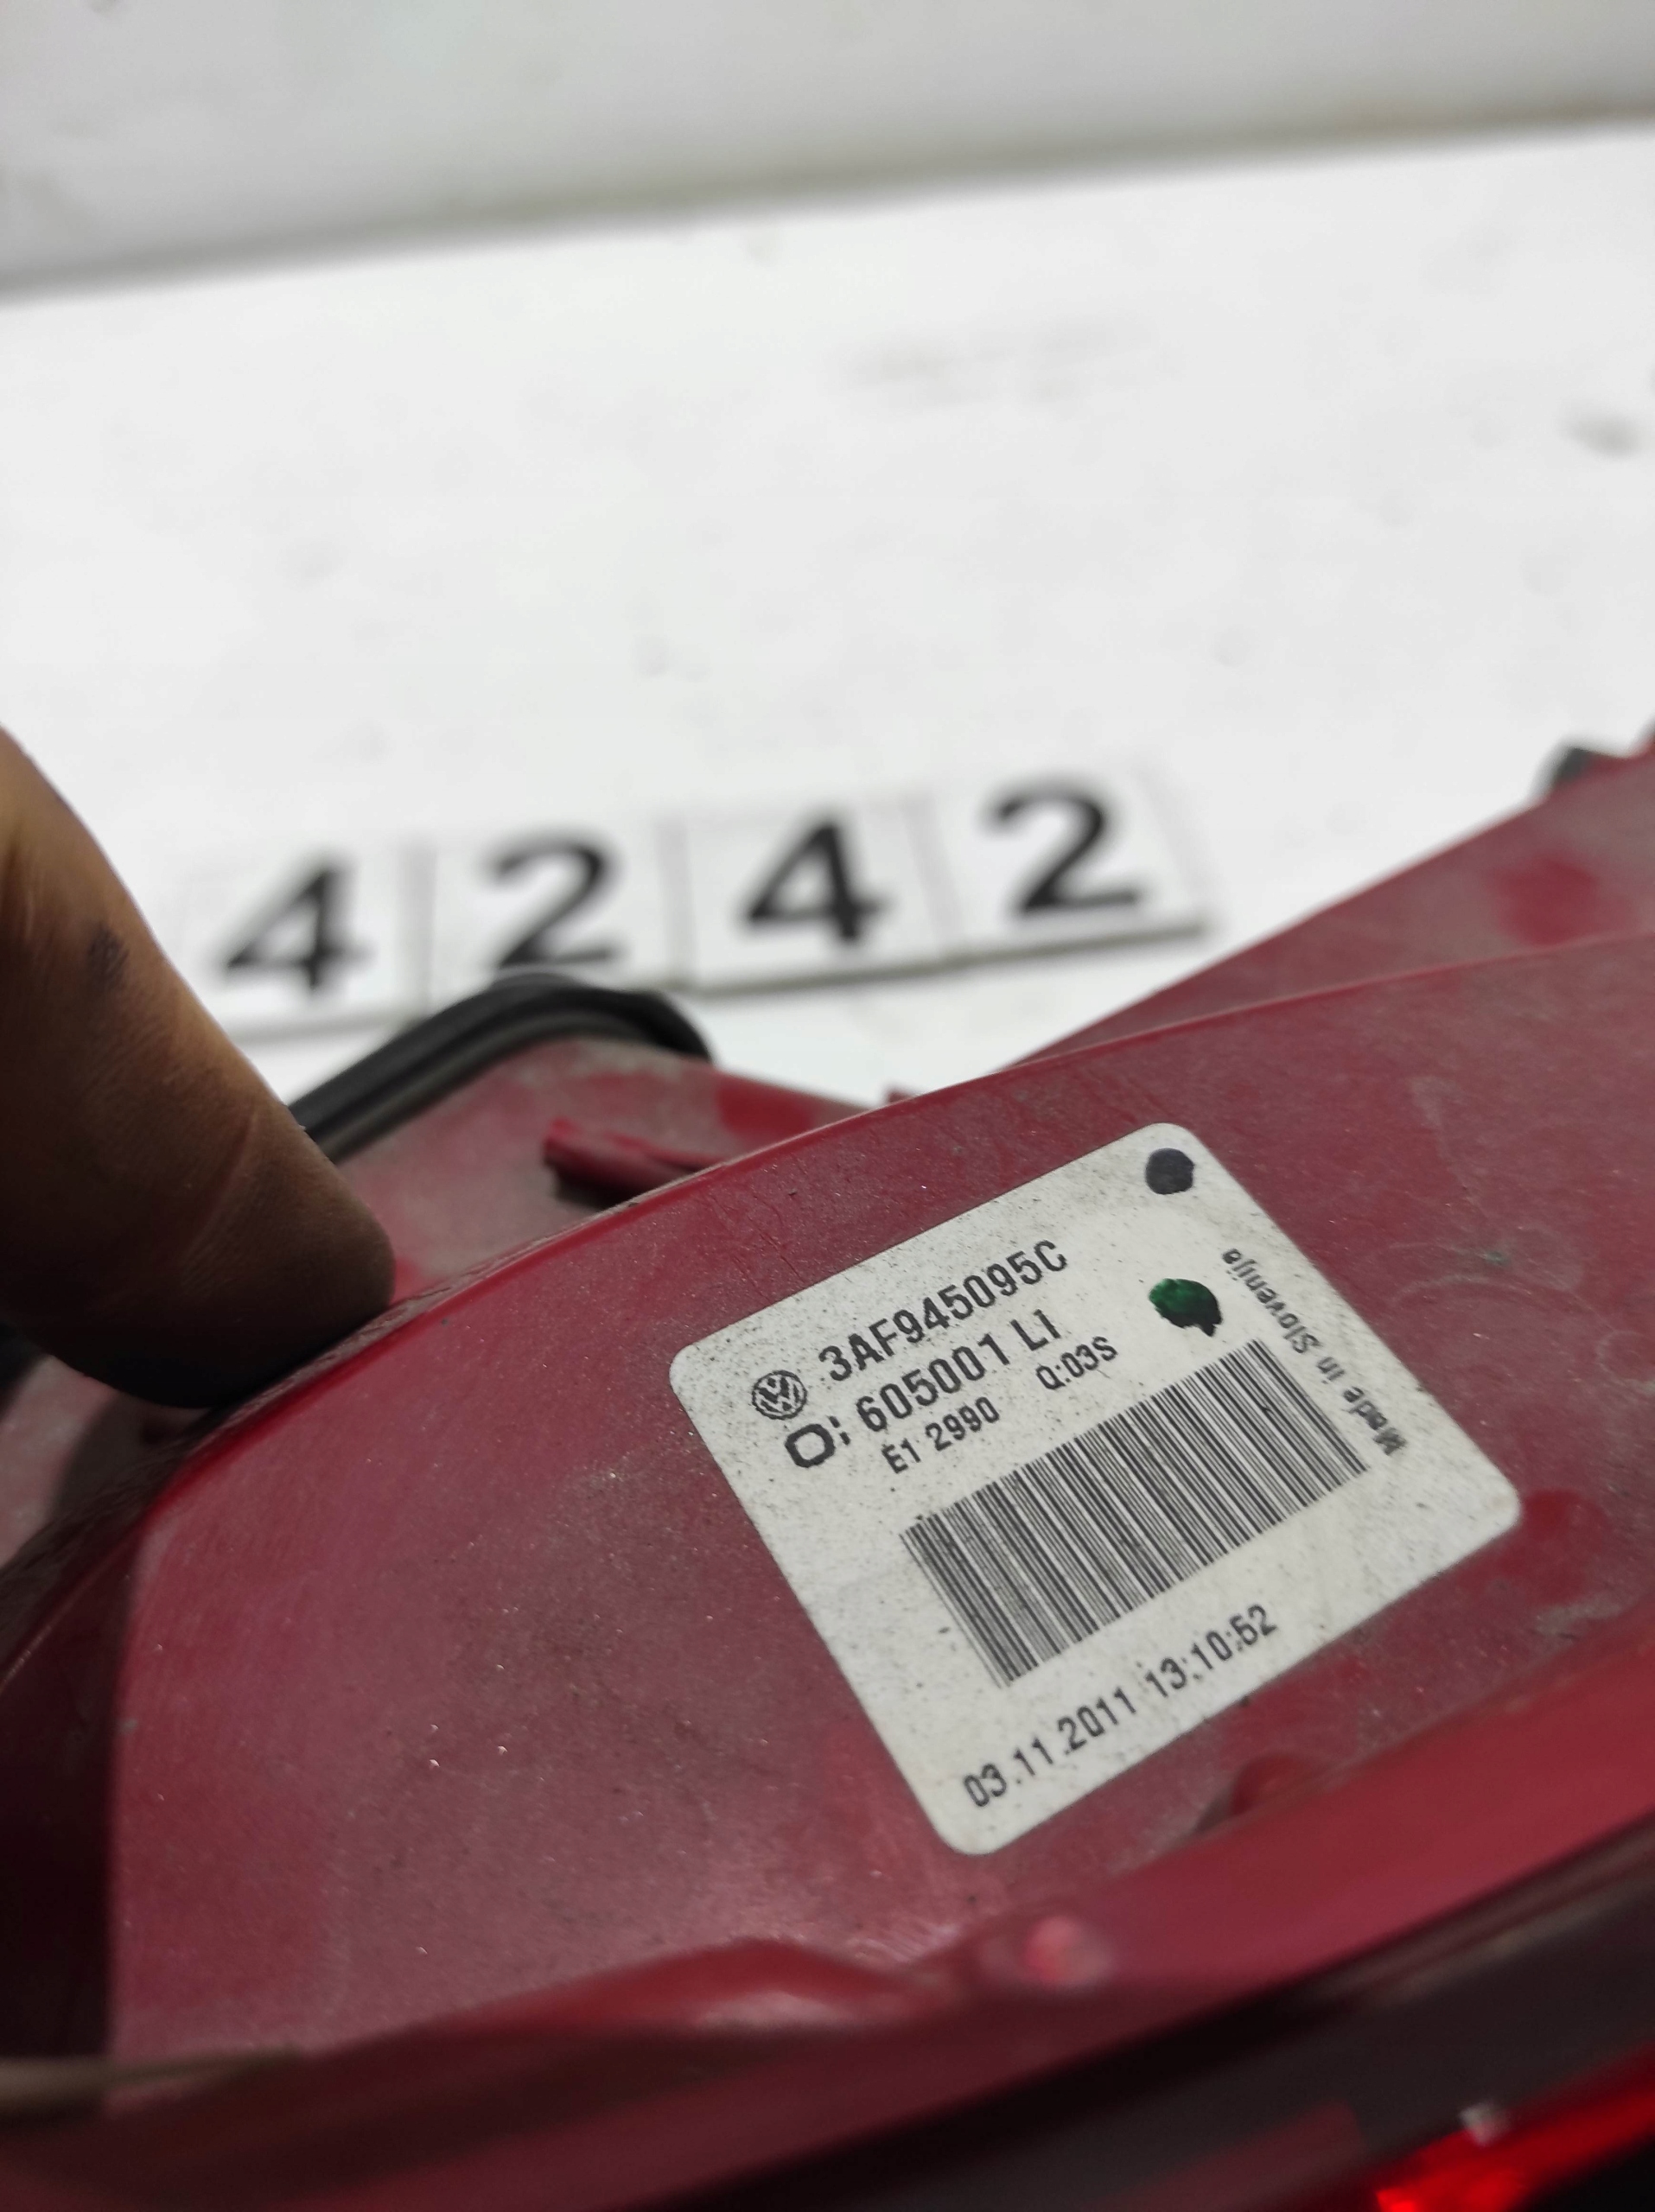 4242
3AF945095C
O: 605001 LI
E1 2990 Q:03S
Made in Slovenija
03.11.2011 13:10:52